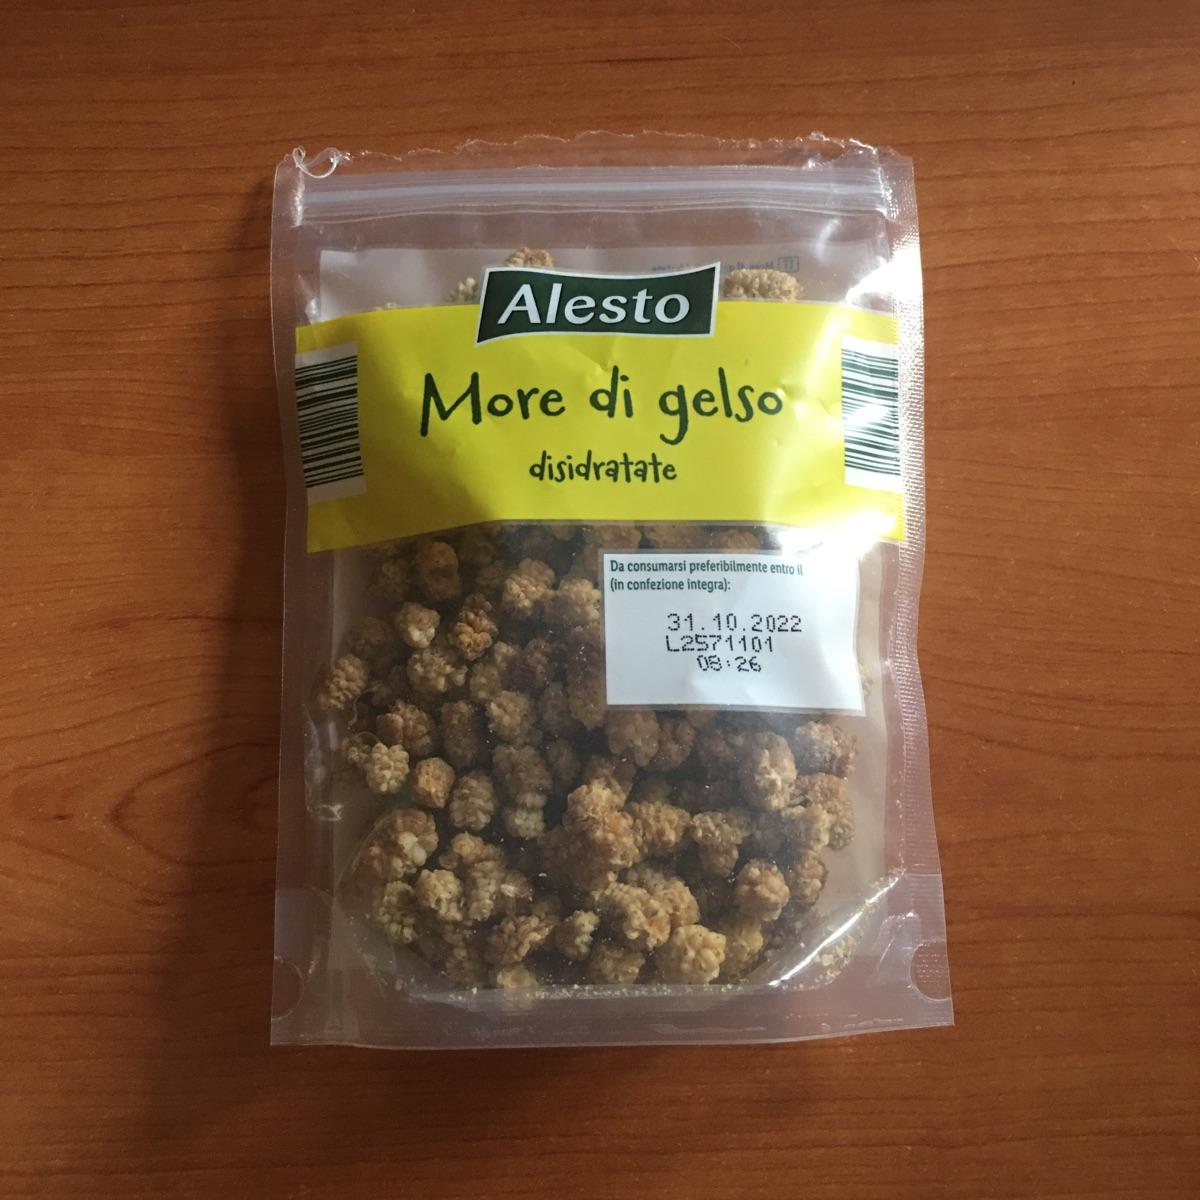 Alesto
More di gelso
disidratate
Da consumarsi preferibilmente entro il
(in confezione integra):
31.10.2022
L2571101
08:26